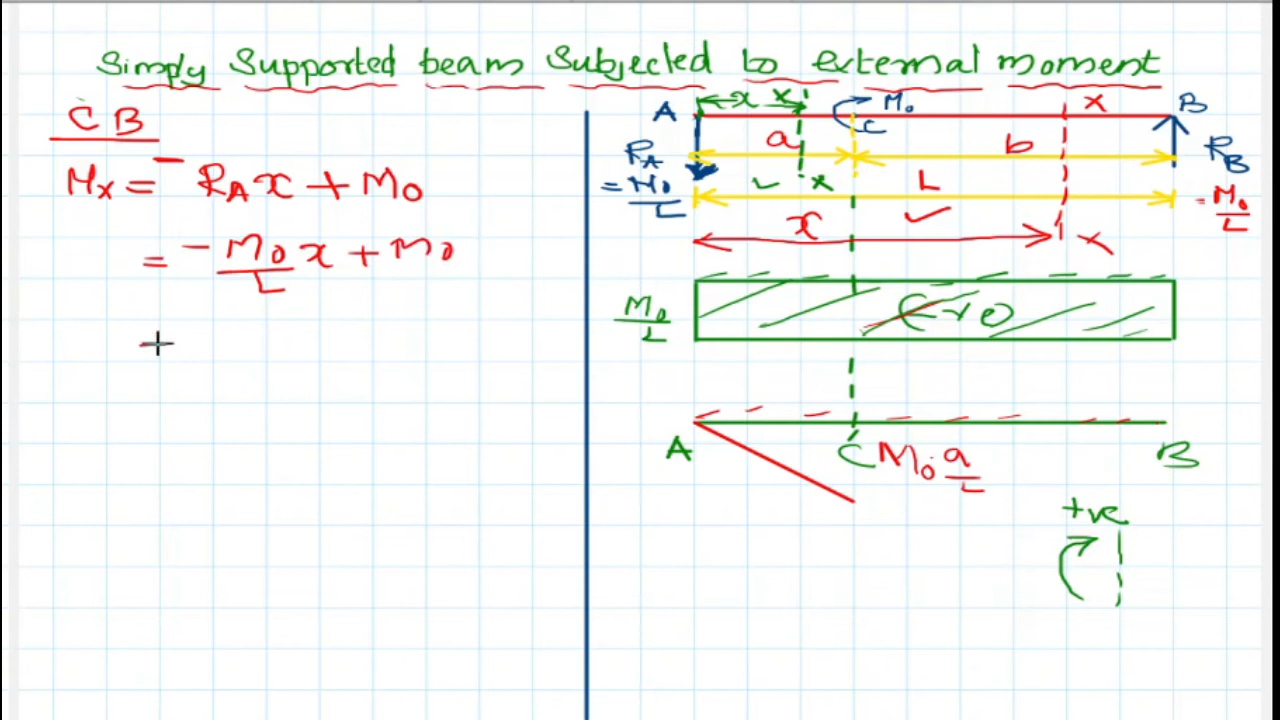 Simply Supported beam Subjected to external moment
C B
Mx = - RA x + M0
= - M0/L x + M0
A x x M0 C B
RA = M0/L
a b
RB = M0/L
L x L
x x
M0/L (-ve)
A C M0 a/L B
+ve